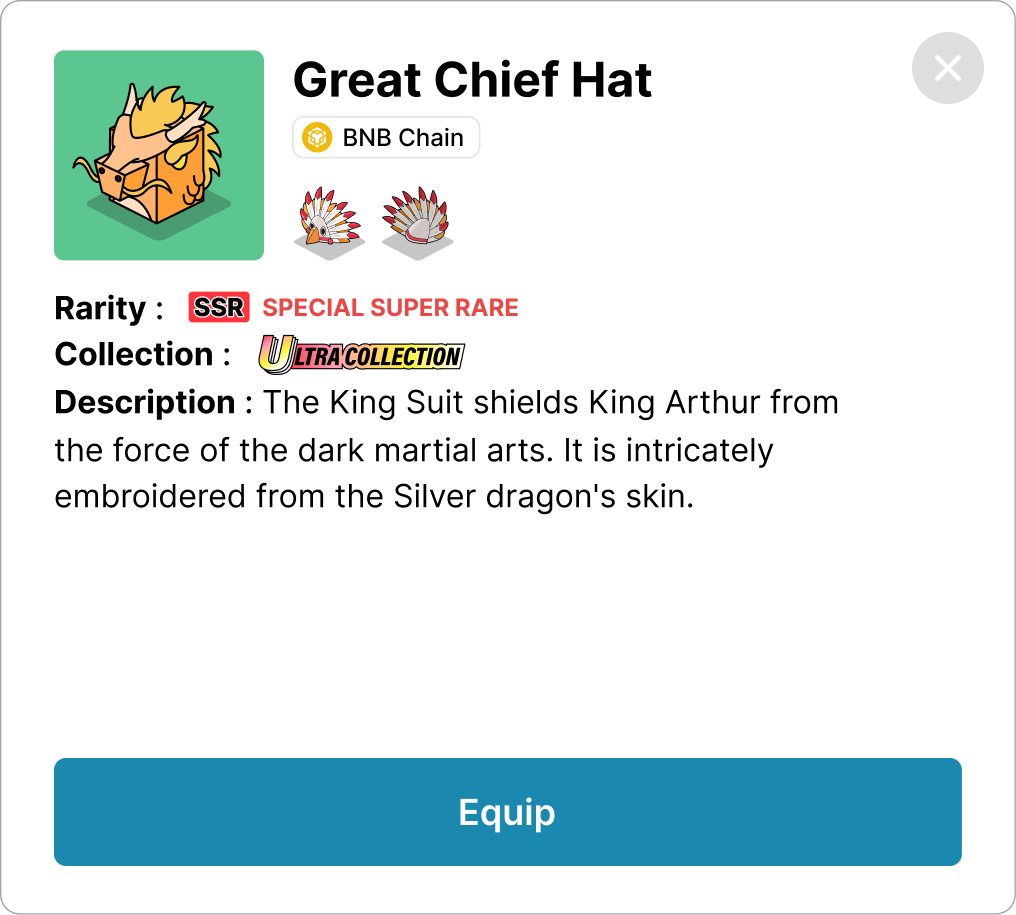 Great Chief Hat
BNB Chain
Rarity : SSR SPECIAL SUPER RARE
Collection : ULTRA COLLECTION
Description : The King Suit shields King Arthur from
the force of the dark martial arts. It is intricately
embroidered from the Silver dragon's skin.
Equip